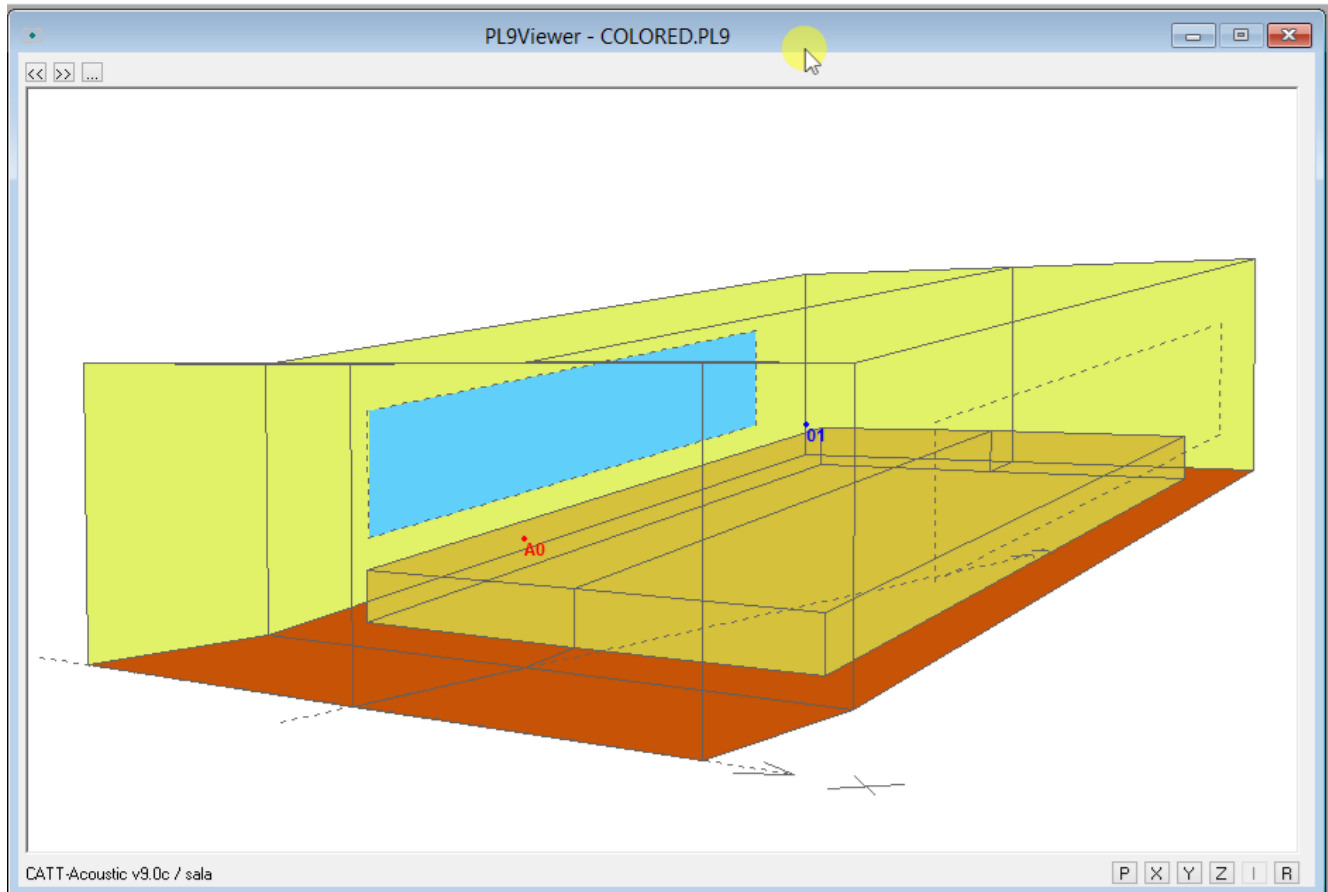 PL9Viewer - COLORED.PL9
<< >> ...
01
A0
CATT-Acoustic v9.0c / sala
P X Y Z I R